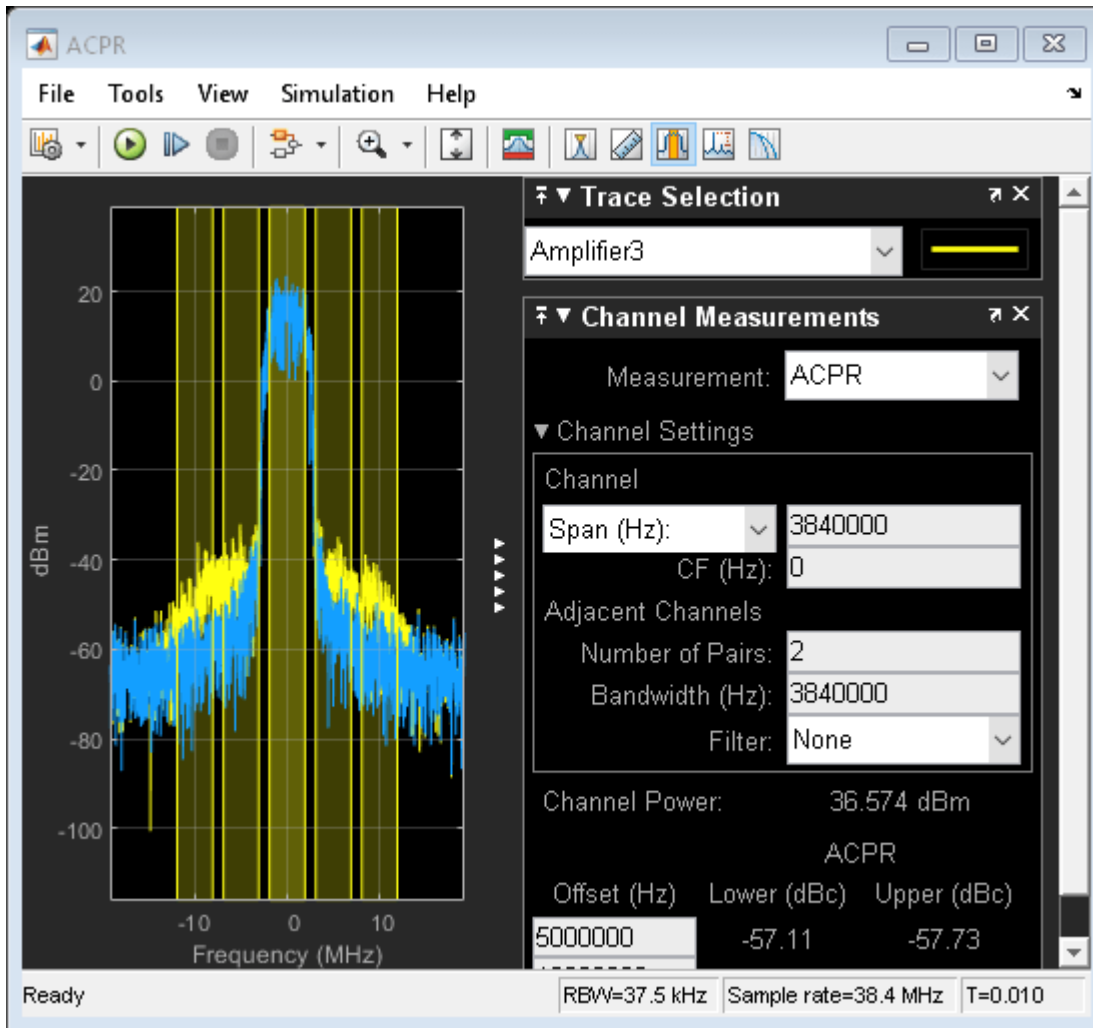 ACPR
File Tools View Simulation Help
Trace Selection
Amplifier3
Channel Measurements
Measurement: ACPR
Channel Settings
Channel
Span (Hz): 3840000
CF (Hz): 0
Adjacent Channels
Number of Pairs: 2
Bandwidth (Hz): 3840000
Filter: None
Channel Power: 36.574 dBm
ACPR
Offset (Hz) Lower (dBc) Upper (dBc)
5000000 -57.11 -57.73
20
0
-20
-40
-60
-80
-100
dBm
-10 0 10
Frequency (MHz)
Ready RBW=37.5 kHz Sample rate=38.4 MHz T=0.010